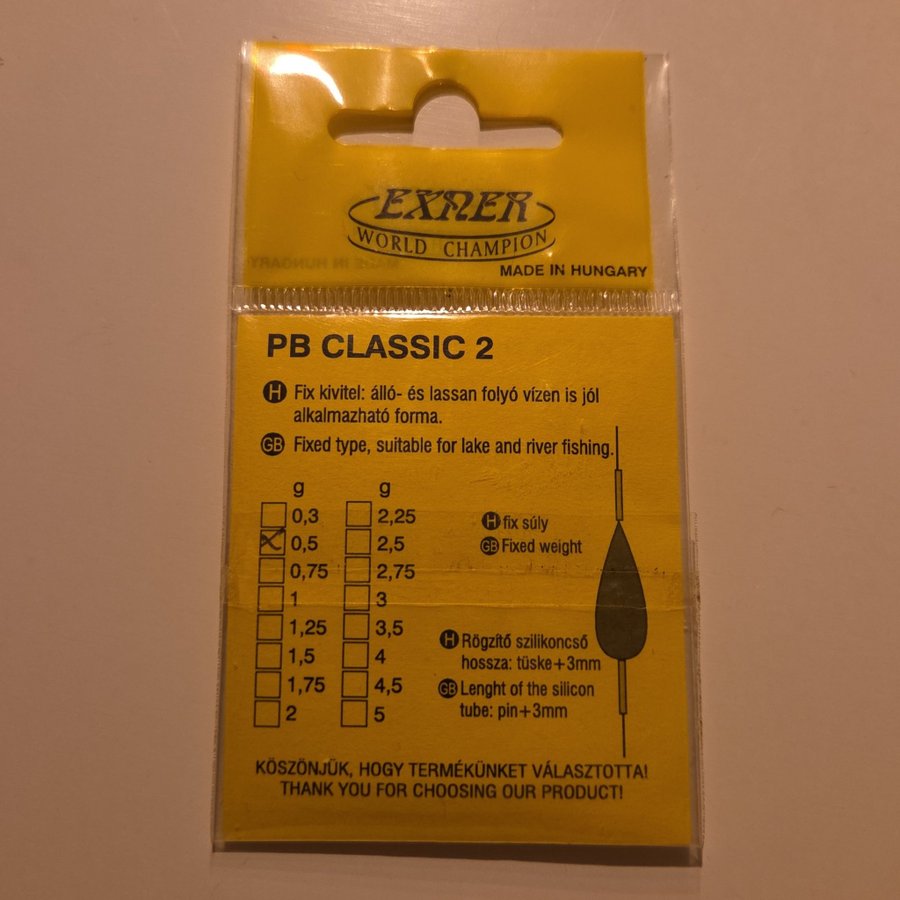 EXNER
WORLD CHAMPION
MADE IN HUNGARY
MADE IN HUNGARY
PB CLASSIC 2
H Fix kivitel: álló- és lassan folyó vízen is jól
alkalmazható forma.
GB Fixed type, suitable for lake and river fishing.
g g
0,3 2,25
0,5 2,5
0,75 2,75
1 3
1,25 3,5
1,5 4
1,75 4,5
2 5
H fix súly
GB Fixed weight
H Rögzítő szilikoncső
hossza: tüske+3mm
GB Lenght of the silicon
tube: pin+3mm
KÖSZÖNJÜK, HOGY TERMÉKÜNKET VÁLASZTOTTA!
THANK YOU FOR CHOOSING OUR PRODUCT!